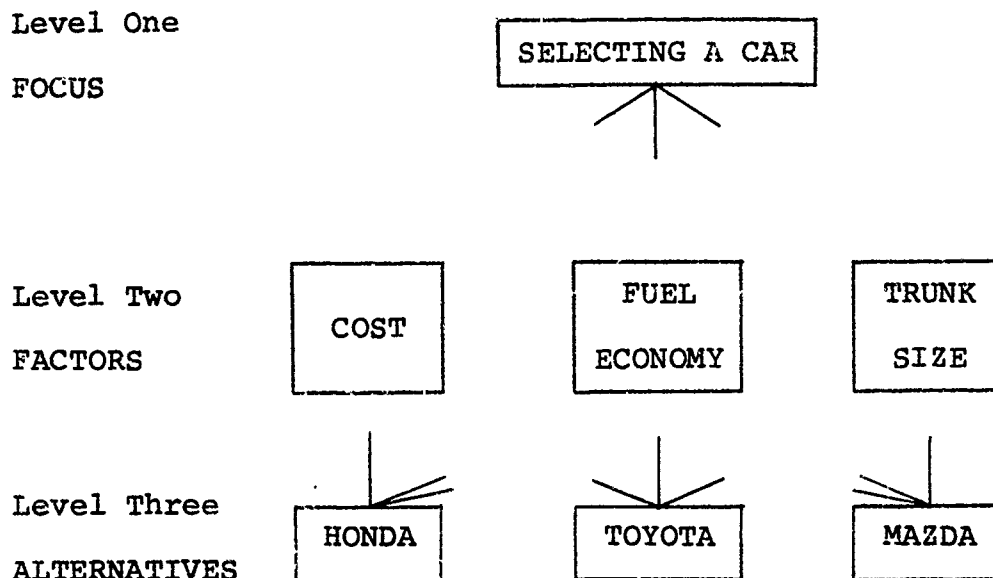 Level One
SELECTING A CAR
FOCUS
Level Two
FACTORS
COST
FUEL
ECONOMY
TRUNK
SIZE
Level Three
ALTERNATIVES
HONDA
TOYOTA
MAZDA